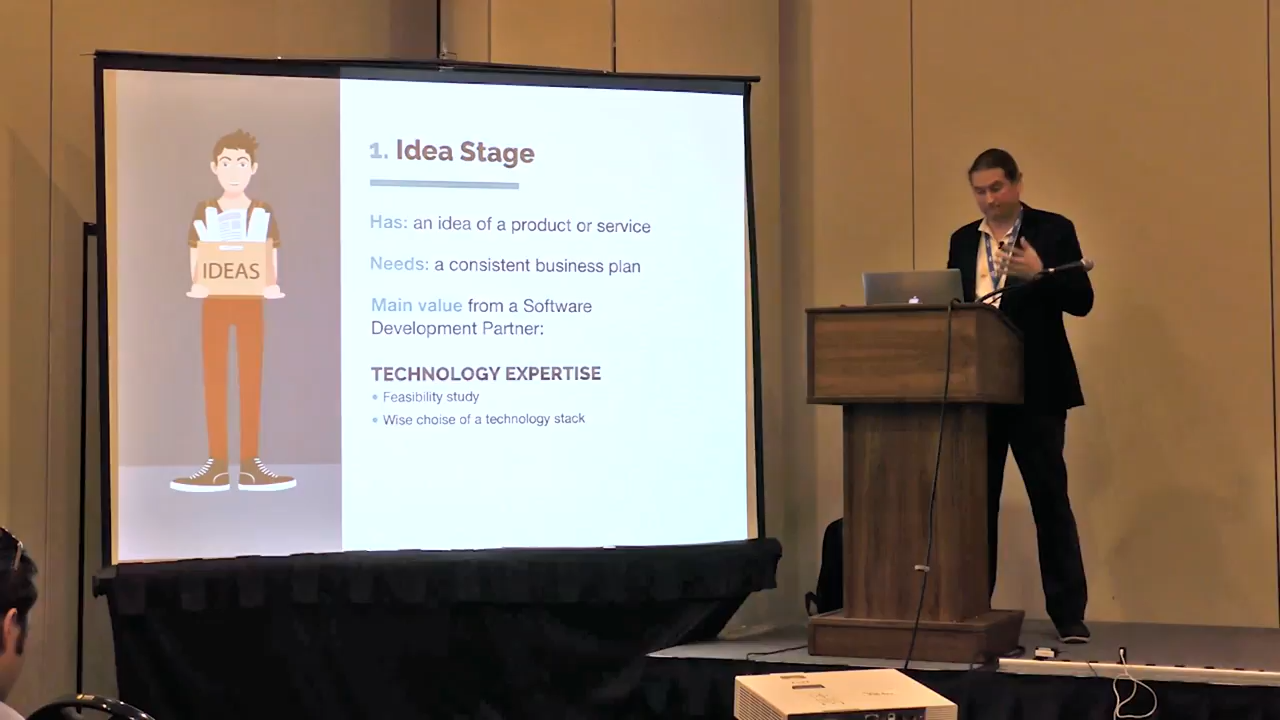 1. Idea Stage
Has: an idea of a product or service
Needs: a consistent business plan
Main value from a Software
Development Partner:
TECHNOLOGY EXPERTISE
• Feasibility study
• Wise choise of a technology stack
IDEAS